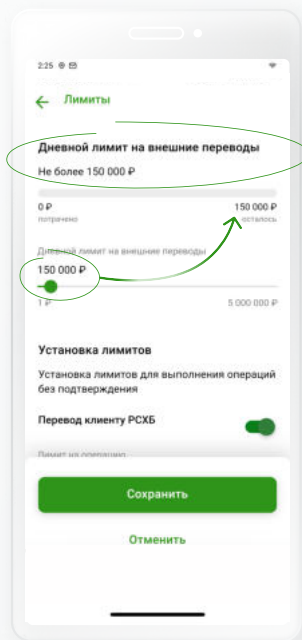 2:25
Лимиты
Дневной лимит на внешние переводы
Не более 150 000 ₽
0 ₽ 150 000 ₽
потрачено осталось
Дневной лимит на внешние переводы
150 000 ₽
1 ₽ 5 000 000 ₽
Установка лимитов
Установка лимитов для выполнения операций
без подтверждения
Перевод клиенту РСХБ
Лимит на операцию
Сохранить
Отменить